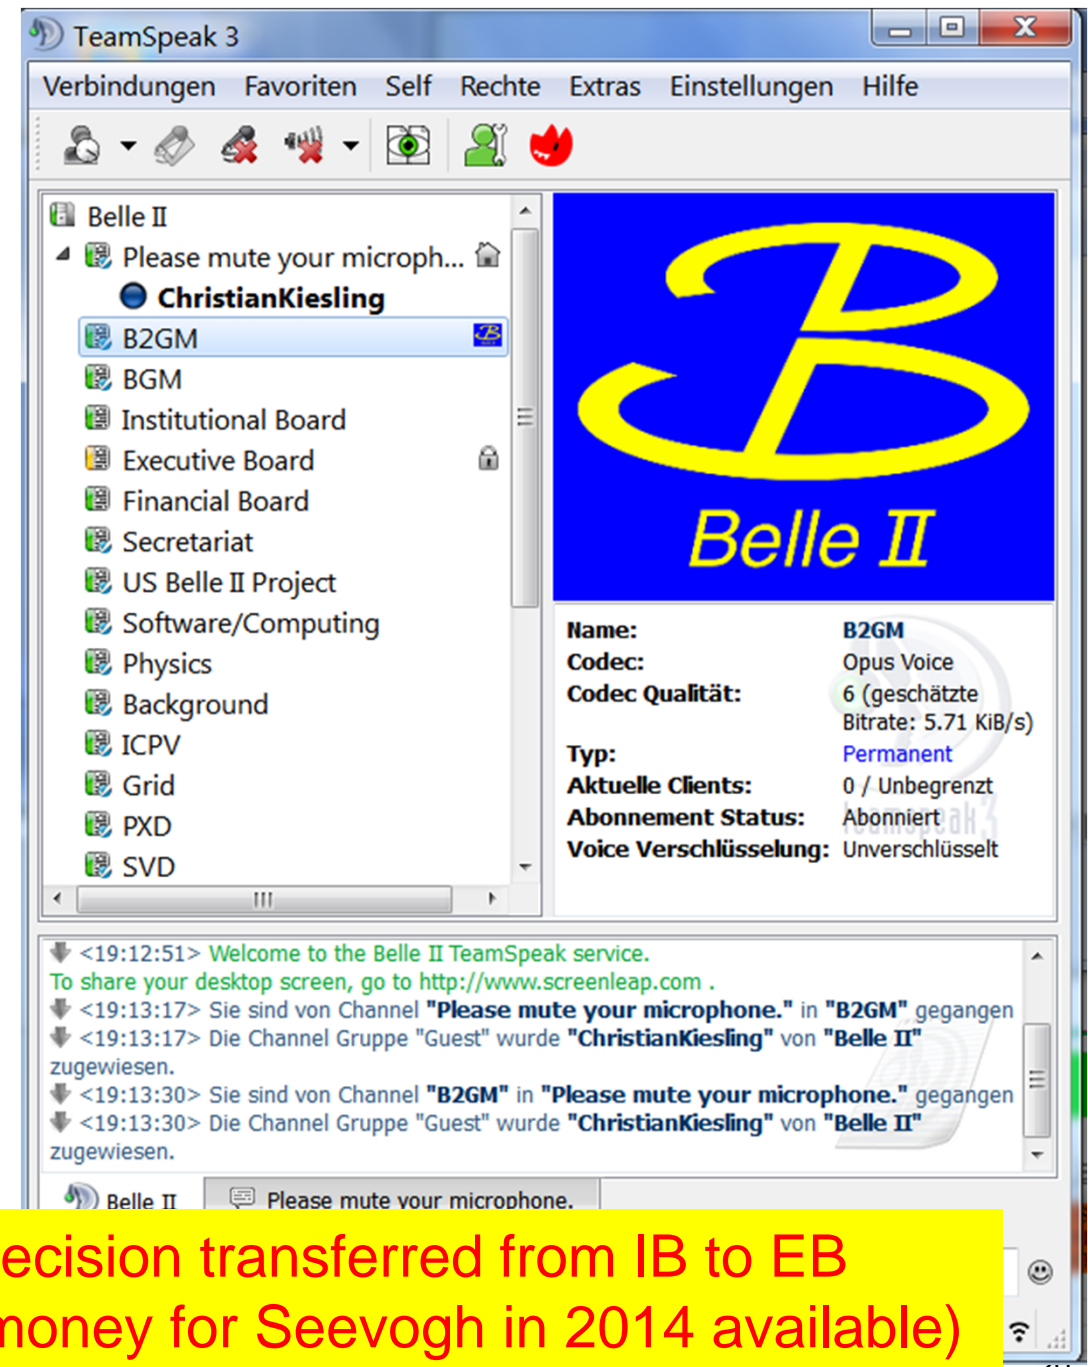 TeamSpeak 3
Verbindungen Favoriten Self Rechte Extras Einstellungen Hilfe
Belle II
Please mute your microph...
ChristianKiesling
B2GM
BGM
Institutional Board
Executive Board
Financial Board
Secretariat
US Belle II Project
Software/Computing
Physics
Background
ICPV
Grid
PXD
SVD
Belle II
Name: B2GM
Codec: Opus Voice
Codec Qualität: 6 (geschätzte
Bitrate: 5.71 KiB/s)
Typ: Permanent
Aktuelle Clients: 0 / Unbegrenzt
Abonnement Status: Abonniert
Voice Verschlüsselung: Unverschlüsselt
teamspeak 3
<19:12:51> Welcome to the Belle II TeamSpeak service.
To share your desktop screen, go to http://www.screenleap.com .
<19:13:17> Sie sind von Channel "Please mute your microphone." in "B2GM" gegangen
<19:13:17> Die Channel Gruppe "Guest" wurde "ChristianKiesling" von "Belle II"
zugewiesen.
<19:13:30> Sie sind von Channel "B2GM" in "Please mute your microphone." gegangen
<19:13:30> Die Channel Gruppe "Guest" wurde "ChristianKiesling" von "Belle II"
zugewiesen.
Belle II Please mute your microphone.
ecision transferred from IB to EB
money for Seevogh in 2014 available)